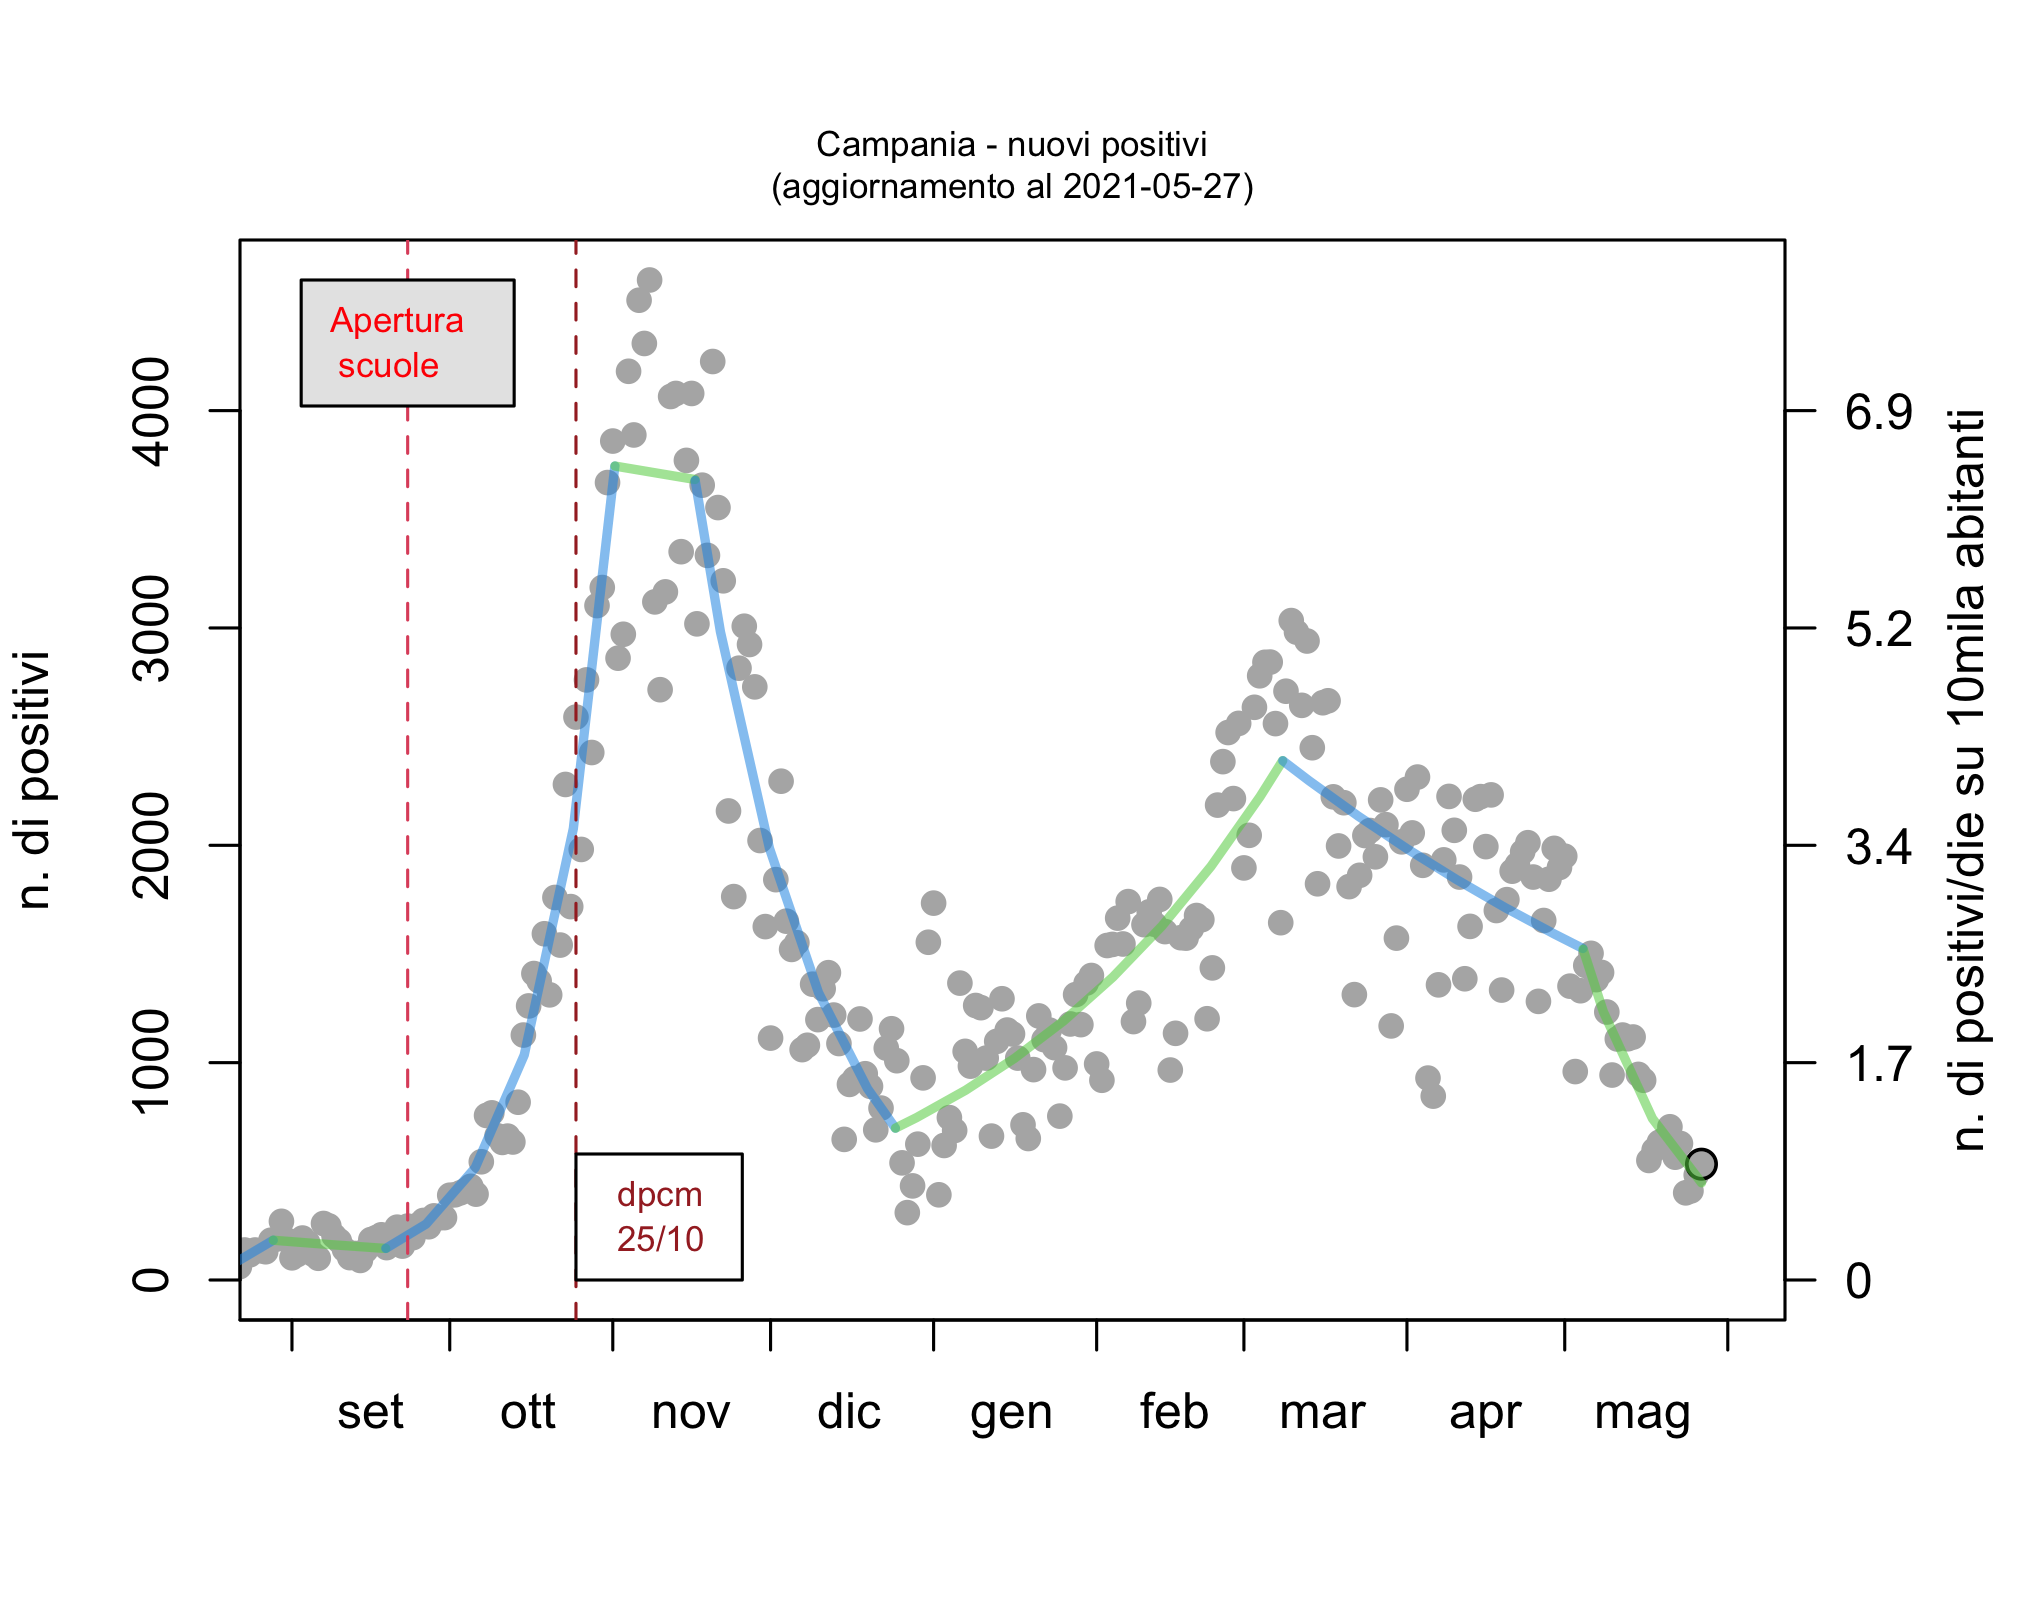 Campania - nuovi positivi
(aggiornamento al 2021-05-27)
Apertura
scuole
dpcm
25/10
n. di positivi
4000
3000
2000
1000
0
6.9
5.2
3.4
1.7
0
n. di positivi/die su 10mila abitanti
set ott nov dic gen feb mar apr mag